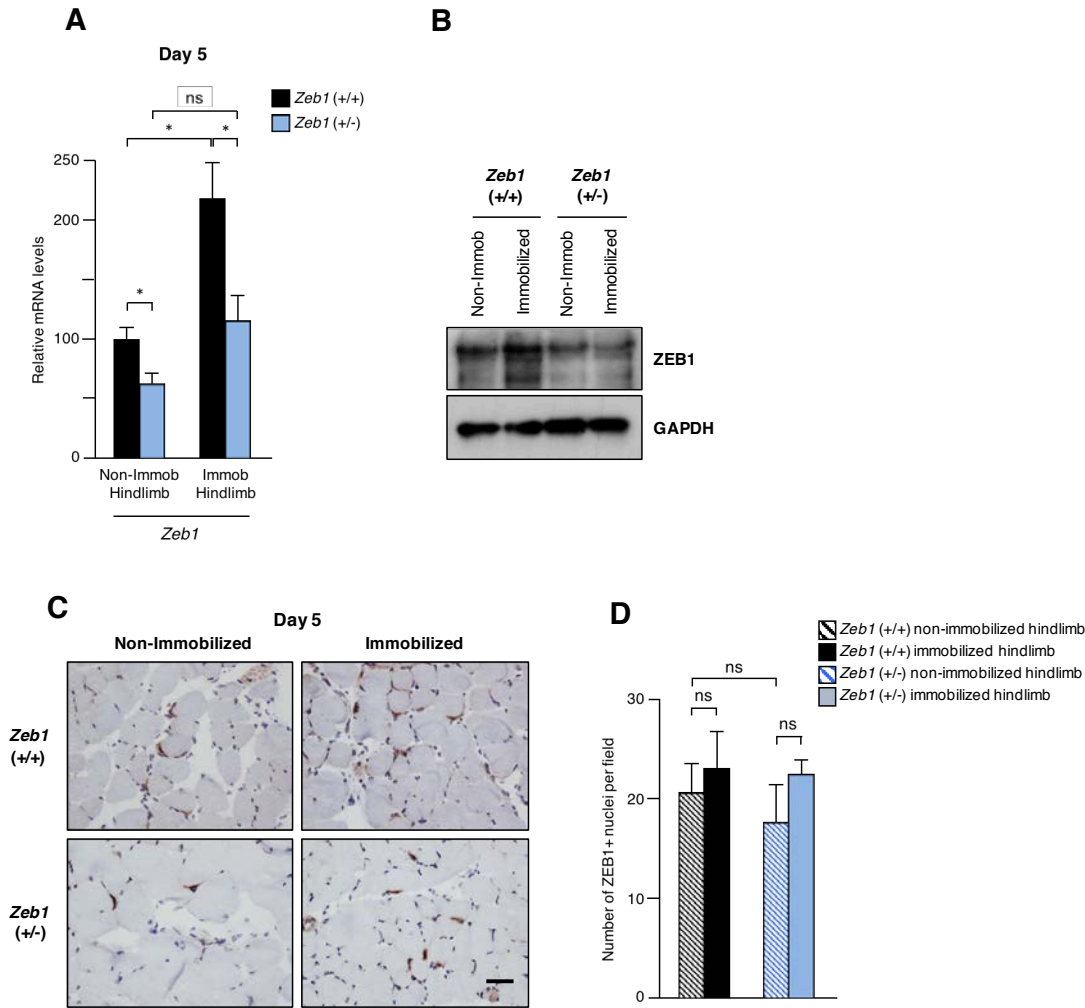 A
Day 5
ns
Zeb1 (+/+)
Zeb1 (+/-)
*
*
*
250
200
100
50
0
Relative mRNA levels
Non-Immob
Hindlimb
Immob
Hindlimb
Zeb1
B
Zeb1
(+/+)
Zeb1
(+/-)
Non-Immob
Immobilized
Non-Immob
Immobilized
ZEB1
GAPDH
C
Day 5
Non-Immobilized
Immobilized
Zeb1
(+/+)
Zeb1
(+/-)
D
Zeb1 (+/+) non-immobilized hindlimb
Zeb1 (+/+) immobilized hindlimb
Zeb1 (+/-) non-immobilized hindlimb
Zeb1 (+/-) immobilized hindlimb
ns
ns
ns
30
20
10
0
Number of ZEB1+ nuclei per field